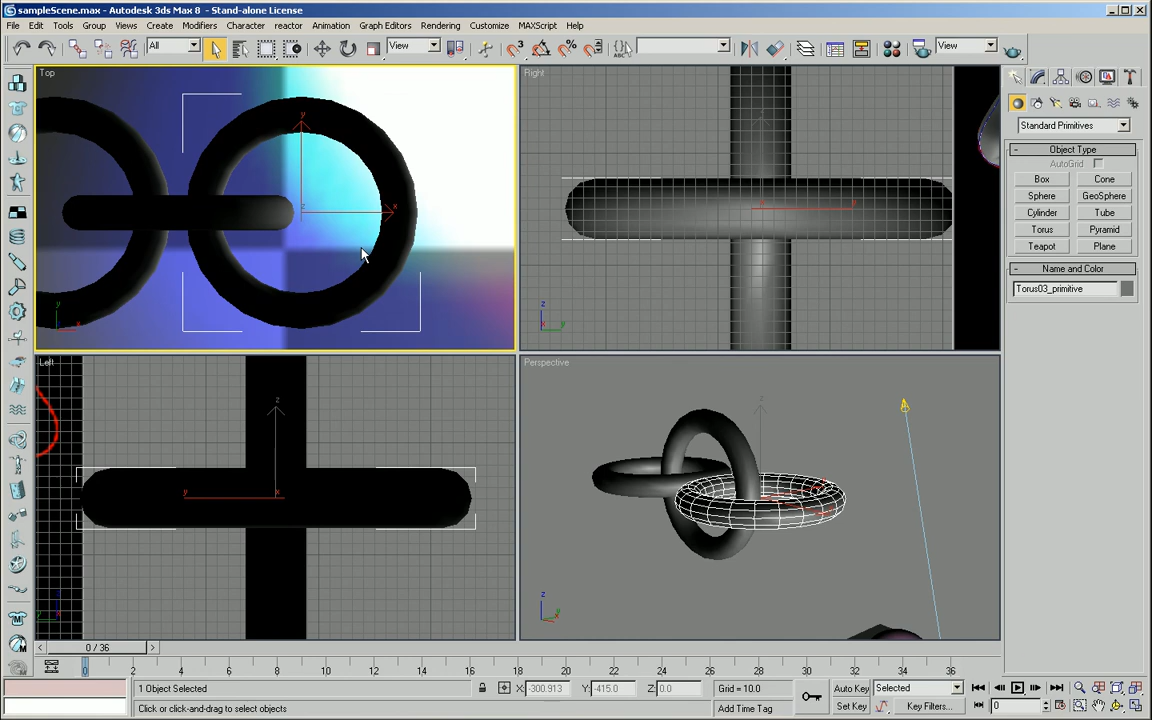 sampleScene.max - Autodesk 3ds Max 8 - Stand-alone License
File Edit Tools Group Views Create Modifiers Character reactor Animation Graph Editors Rendering Customize MAXScript Help
All View View
Top Right
Standard Primitives
- Object Type
AutoGrid
Box Cone
Sphere GeoSphere
Cylinder Tube
Torus Pyramid
Teapot Plane
- Name and Color
Torus03_primitive
Left Perspective
0 / 36
0 2 4 6 8 10 12 14 16 18 20 22 24 26 28 30 32 34 36
1 Object Selected X: -300.913 Y: -415.0 Z: 0.0 Grid = 10.0 Auto Key Selected
Click or click-and-drag to select objects Add Time Tag Set Key Key Filters... 0